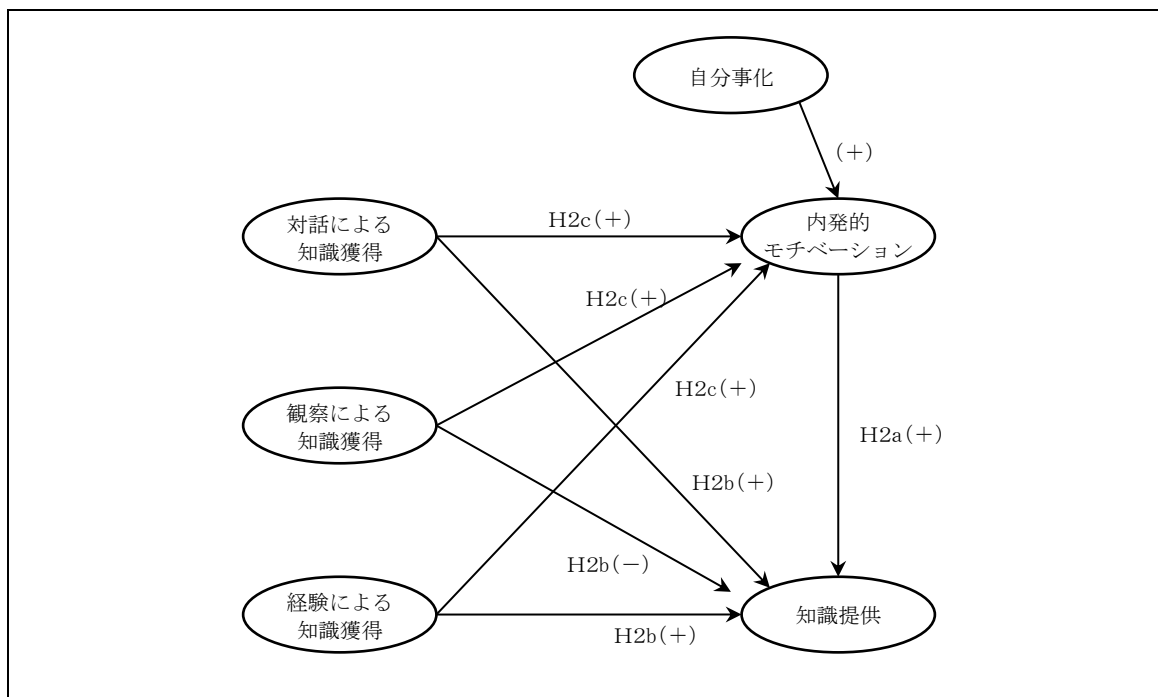 自分事化
(+)
対話による
知識獲得
H2c(+)
内発的
モチベーション
H2c(+)
H2c(+)
観察による
知識獲得
H2a(+)
H2b(+)
H2b(−)
経験による
知識獲得
H2b(+)
知識提供